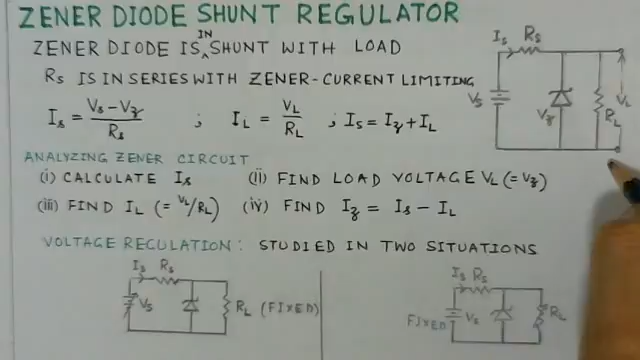 ZENER DIODE SHUNT REGULATOR
ZENER DIODE IS IN SHUNT WITH LOAD
Rs IS IN SERIES WITH ZENER-CURRENT LIMITING
Is = Vs-Vz / Rs ; IL = VL / RL ; Is = Iz + IL
Is Rs
Vs Vz RL VL
ANALYZING ZENER CIRCUIT
(i) CALCULATE Is (ii) FIND LOAD VOLTAGE VL (= Vz)
(iii) FIND IL (= VL/RL) (iv) FIND Iz = Is - IL
VOLTAGE REGULATION: STUDIED IN TWO SITUATIONS
Is Rs
Vs RL (FIXED)
Is Rs
FIXED Vs RL